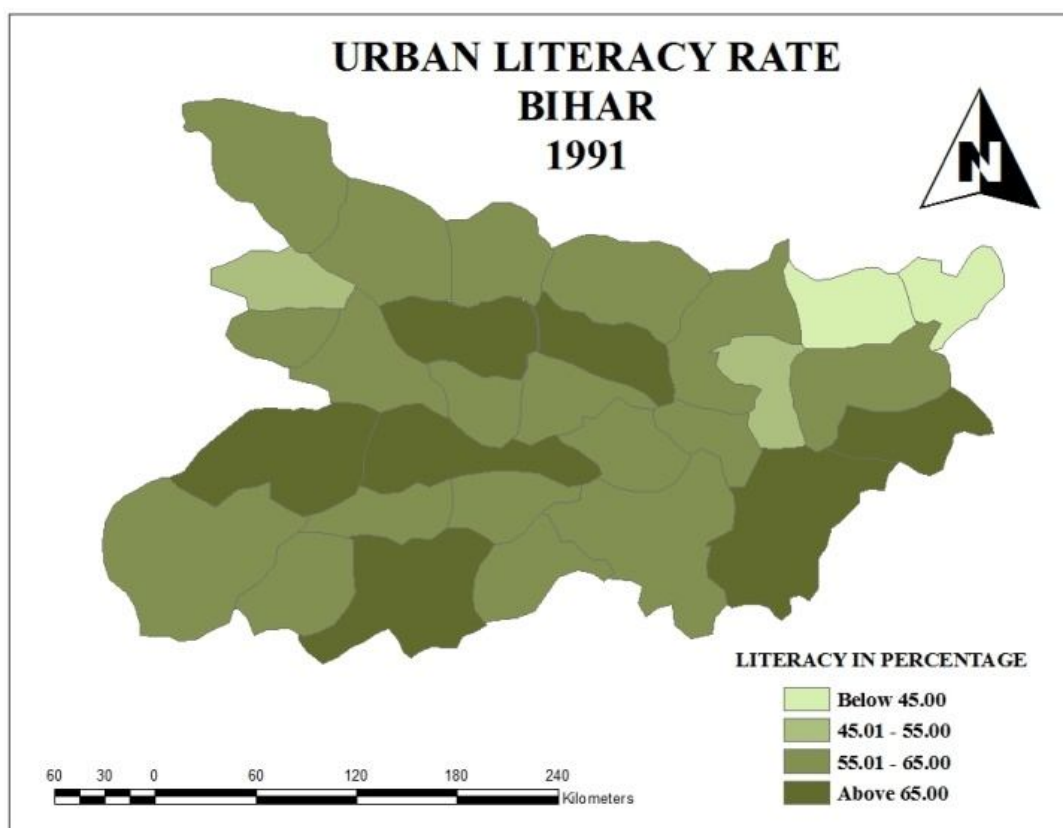 URBAN LITERACY RATE
BIHAR
1991
N
LITERACY IN PERCENTAGE
Below 45.00
45.01 - 55.00
55.01 - 65.00
Above 65.00
60 30 0 60 120 180 240
Kilometers